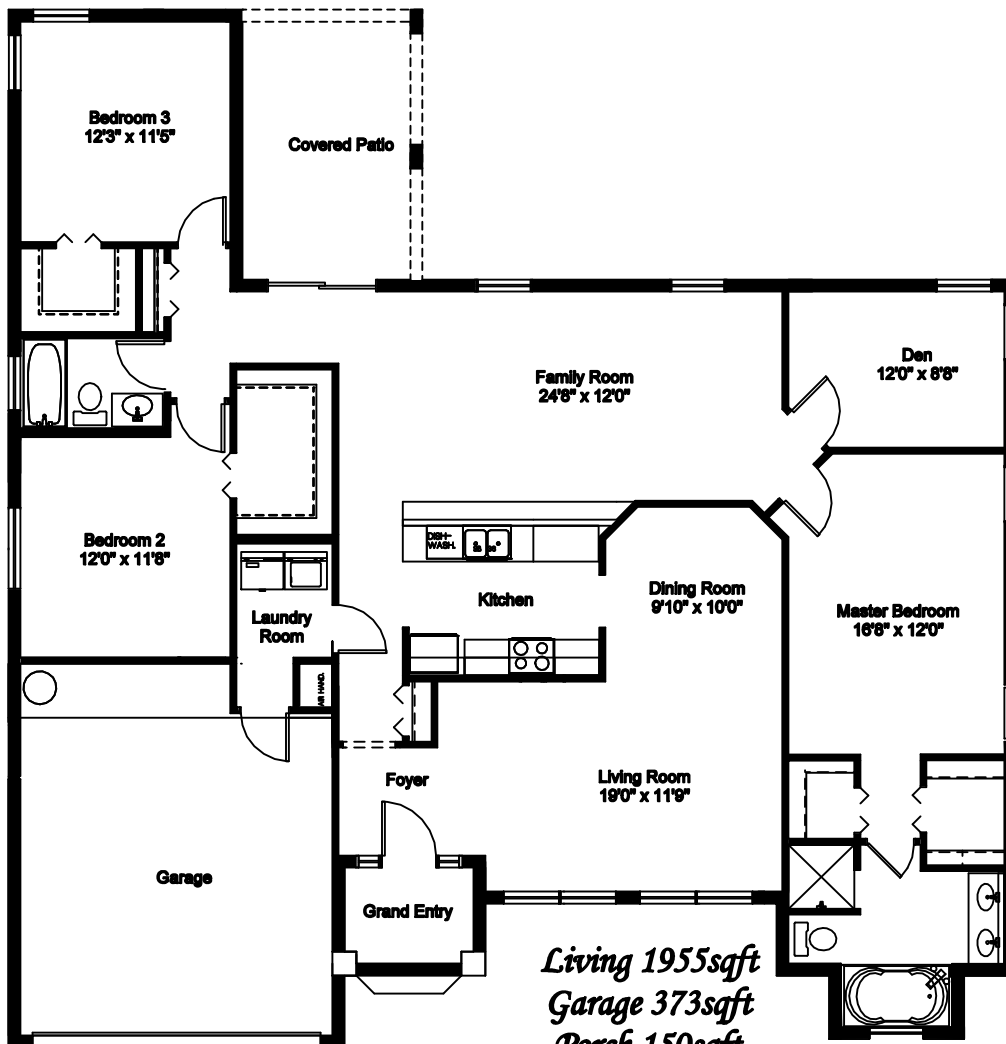 Bedroom 3
12'3" x 11'5"
Covered Patio
Family Room
24'8" x 12'0"
Den
12'0" x 8'8"
Bedroom 2
12'0" x 11'8"
DISH-
WASH.
Kitchen
Dining Room
9'10" x 10'0"
Master Bedroom
16'8" x 12'0"
Laundry
Room
AIR HAND.
Foyer
Living Room
19'0" x 11'9"
Garage
Grand Entry
Living 1955sqft
Garage 373sqft
Porch 150sqft